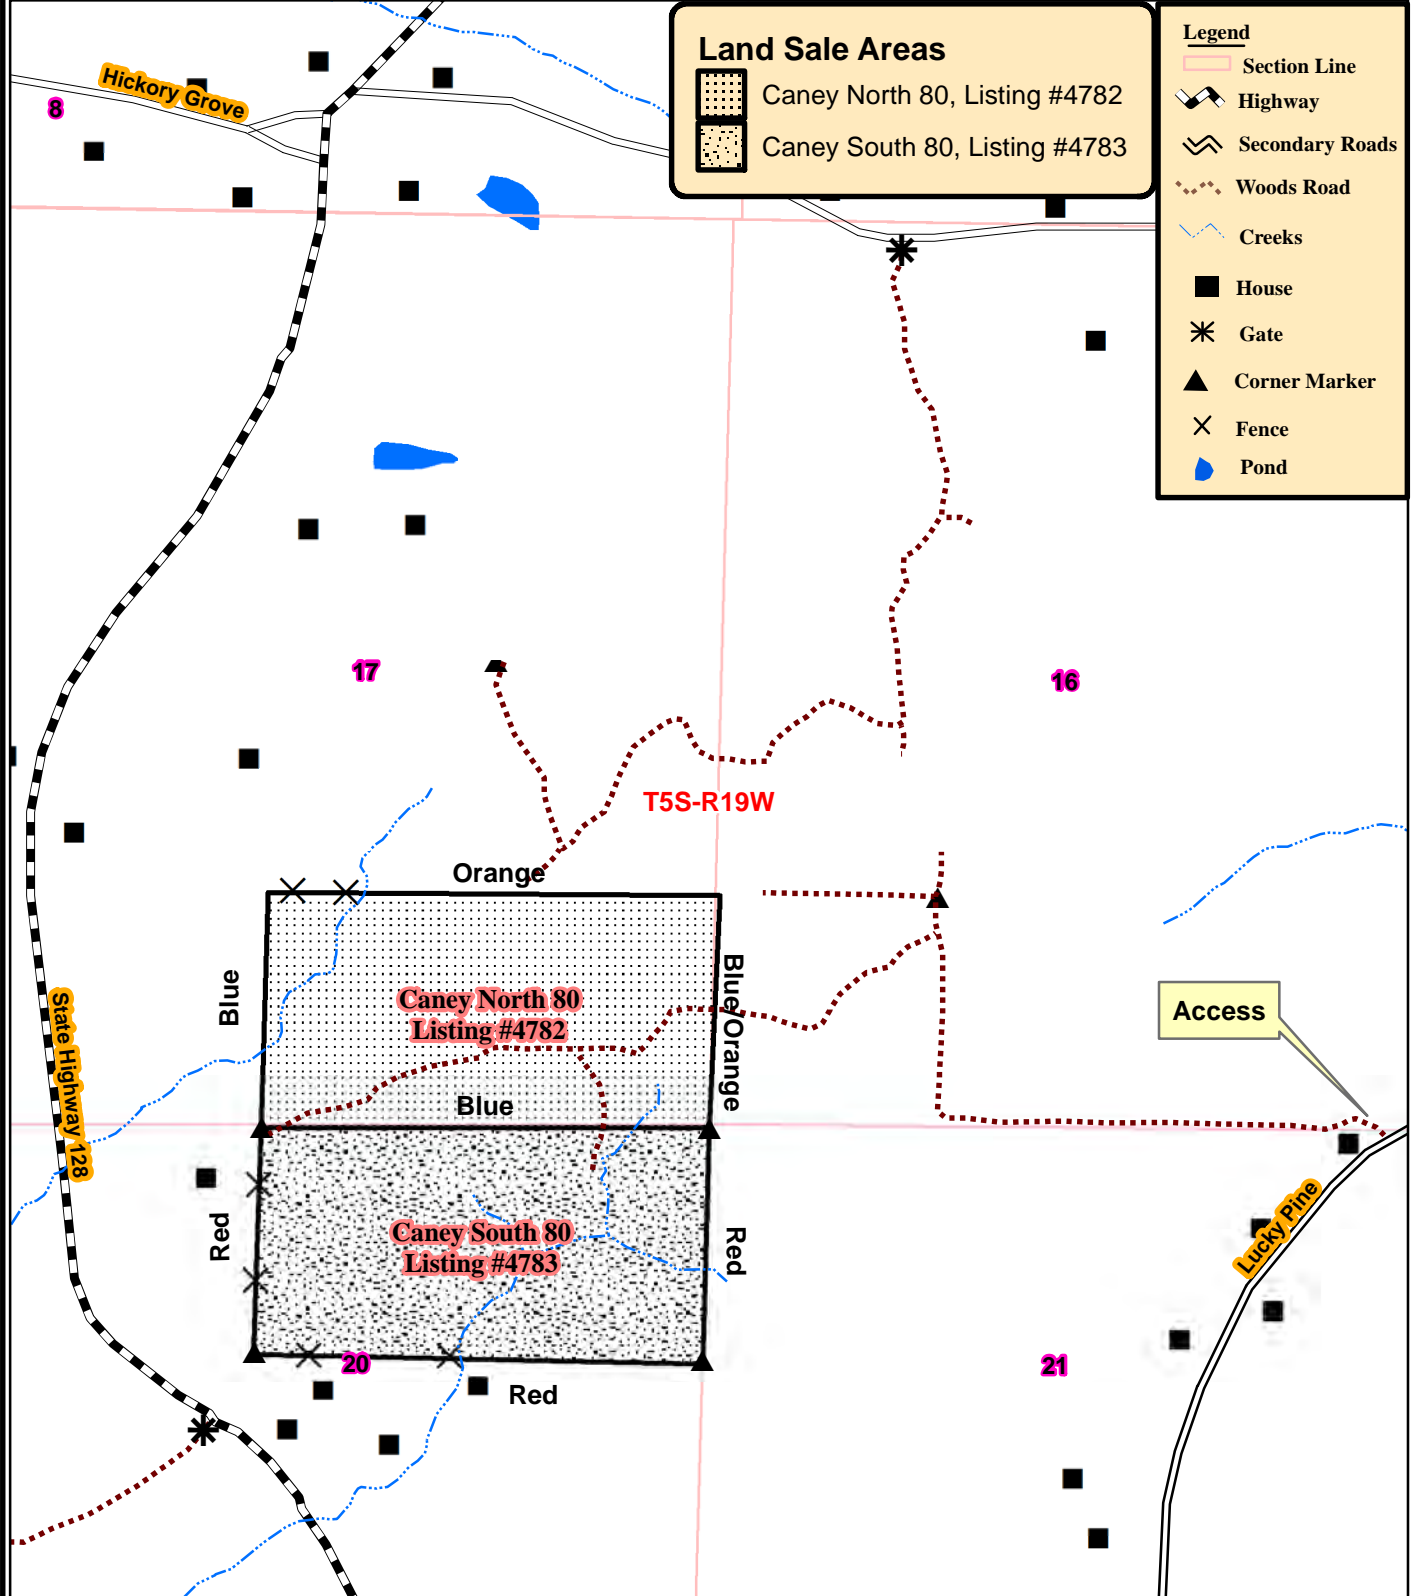 Land Sale Areas
Caney North 80, Listing #4782
Caney South 80, Listing #4783
Legend
Section Line
Highway
Secondary Roads
Woods Road
Creeks
House
Gate
Corner Marker
Fence
Pond
Hickory Grove
8
17
16
T5S-R19W
Orange
Blue
Blue/Orange
Caney North 80
Listing #4782
Access
State Highway 128
Blue
Red
Caney South 80
Listing #4783
Red
Lucky Pine
20
21
Red